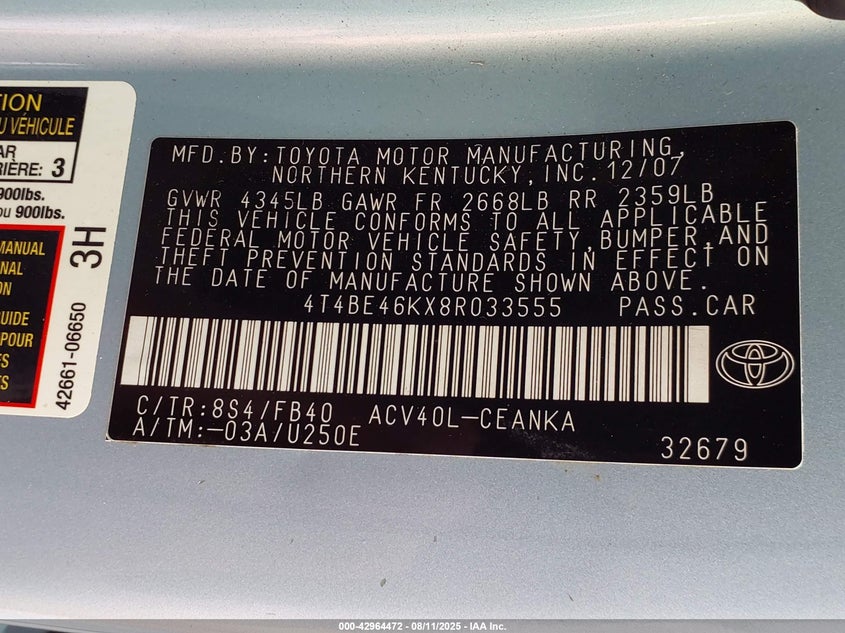 TION
U VÉHICULE
AR
RIÈRE: 3
900lbs.
ou 900lbs.
MANUAL
NAL
ON
UIDE
POUR
ES
S
3H
42661-06650
MFD.BY:TOYOTA MOTOR MANUFACTURING,
NORTHERN KENTUCKY,INC.12/07
GVWR 4345LB GAWR FR 2668LB RR 2359LB
THIS VEHICLE CONFORMS TO ALL APPLICABLE
FEDERAL MOTOR VEHICLE SAFETY,BUMPER,AND
THEFT PREVENTION STANDARDS IN EFFECT ON
THE DATE OF MANUFACTURE SHOWN ABOVE.
4T4BE46KX8R033555 PASS.CAR
C/TR:8S4/FB40 ACV40L-CEANKA
A/TM:-03A/U250E
32679
000-42964472 - 08/11/2025 - IAA Inc.